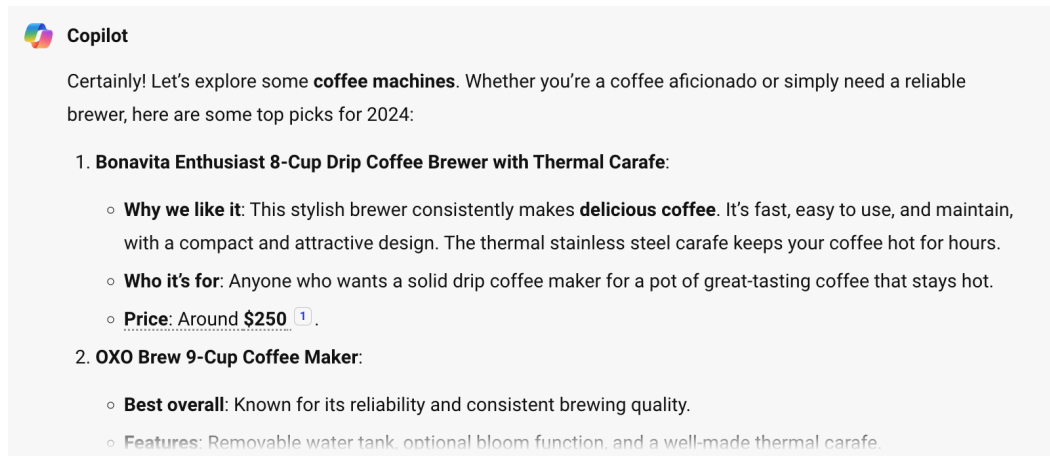 Copilot
Certainly! Let’s explore some coffee machines. Whether you’re a coffee aficionado or simply need a reliable
brewer, here are some top picks for 2024:
1. Bonavita Enthusiast 8-Cup Drip Coffee Brewer with Thermal Carafe:
◦ Why we like it: This stylish brewer consistently makes delicious coffee. It’s fast, easy to use, and maintain,
with a compact and attractive design. The thermal stainless steel carafe keeps your coffee hot for hours.
◦ Who it’s for: Anyone who wants a solid drip coffee maker for a pot of great-tasting coffee that stays hot.
◦ Price: Around $250 1 .
2. OXO Brew 9-Cup Coffee Maker:
◦ Best overall: Known for its reliability and consistent brewing quality.
◦ Features: Removable water tank, optional bloom function, and a well-made thermal carafe.